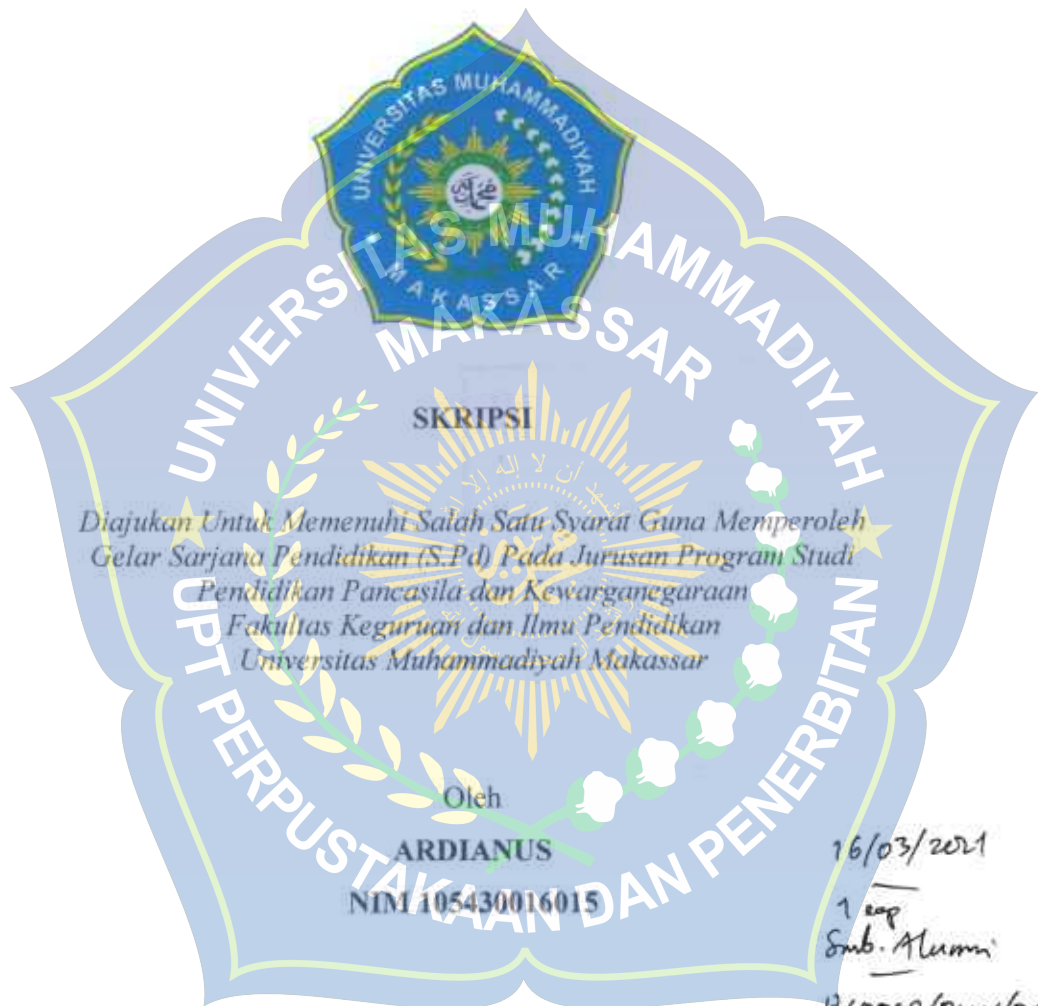 UNIVERSITAS MUHAMMADIYAH
MAKASSAR
UNIVERSITAS MUHAMMADIYAH
MAKASSAR
UPT PERPUSTAKAAN DAN PENERBITAN
SKRIPSI
Diajukan Untuk Memenuhi Salah Satu Syarat Guna Memperoleh
Gelar Sarjana Pendidikan (S.Pd) Pada Jurusan Program Studi
Pendidikan Pancasila dan Kewarganegaraan
Fakultas Keguruan dan Ilmu Pendidikan
Universitas Muhammadiyah Makassar
Oleh
ARDIANUS
NIM 105430016015
16/03/2021
1 eap
Smb. Alumni